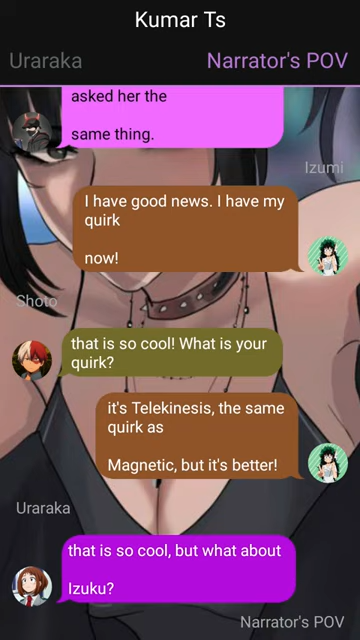 Kumar Ts
Uraraka
Narrator's POV
asked her the
same thing.
Izumi
I have good news. I have my
quirk
now!
Shoto
that is so cool! What is your
quirk?
it's Telekinesis, the same
quirk as
Magnetic, but it's better!
Uraraka
that is so cool, but what about
Izuku?
Narrator's POV